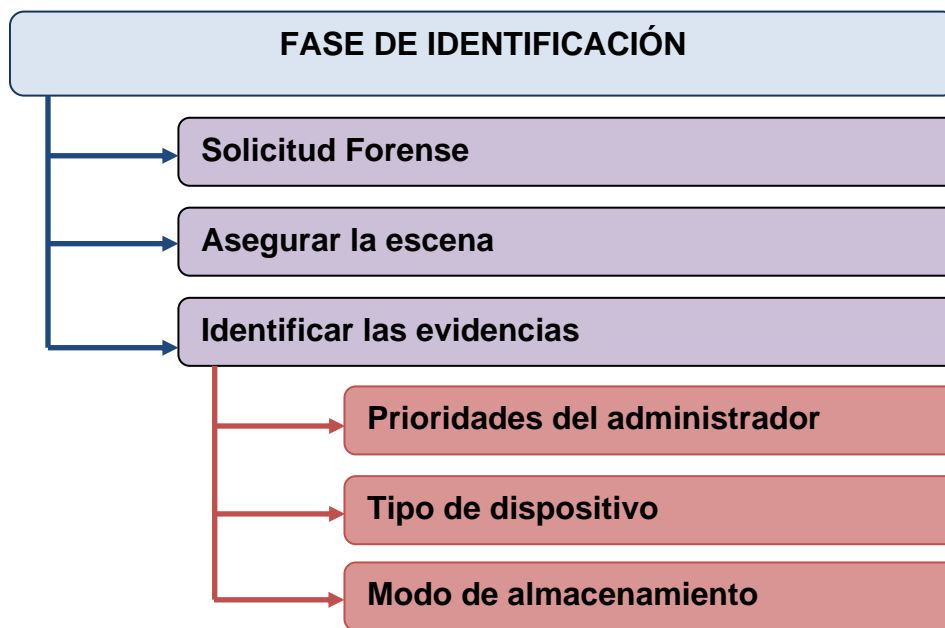 FASE DE IDENTIFICACIÓN
Solicitud Forense
Asegurar la escena
Identificar las evidencias
Prioridades del administrador
Tipo de dispositivo
Modo de almacenamiento